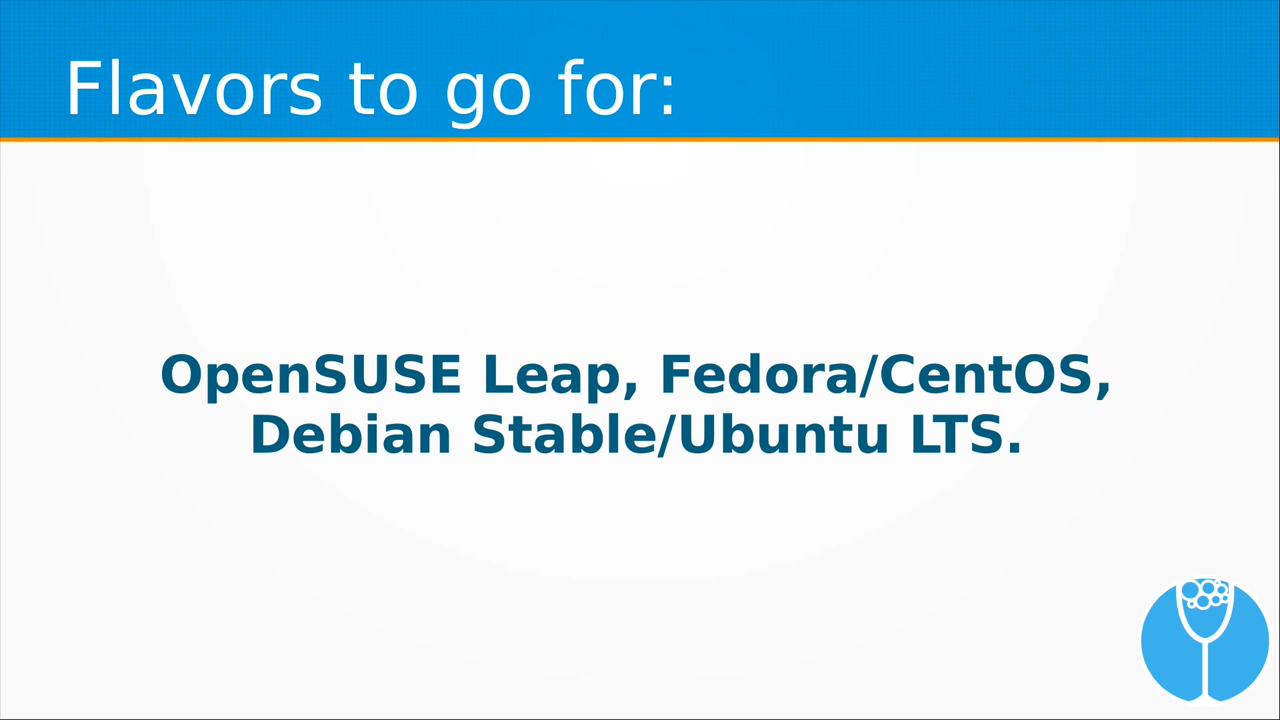 Flavors to go for:
OpenSUSE Leap, Fedora/CentOS,
Debian Stable/Ubuntu LTS.